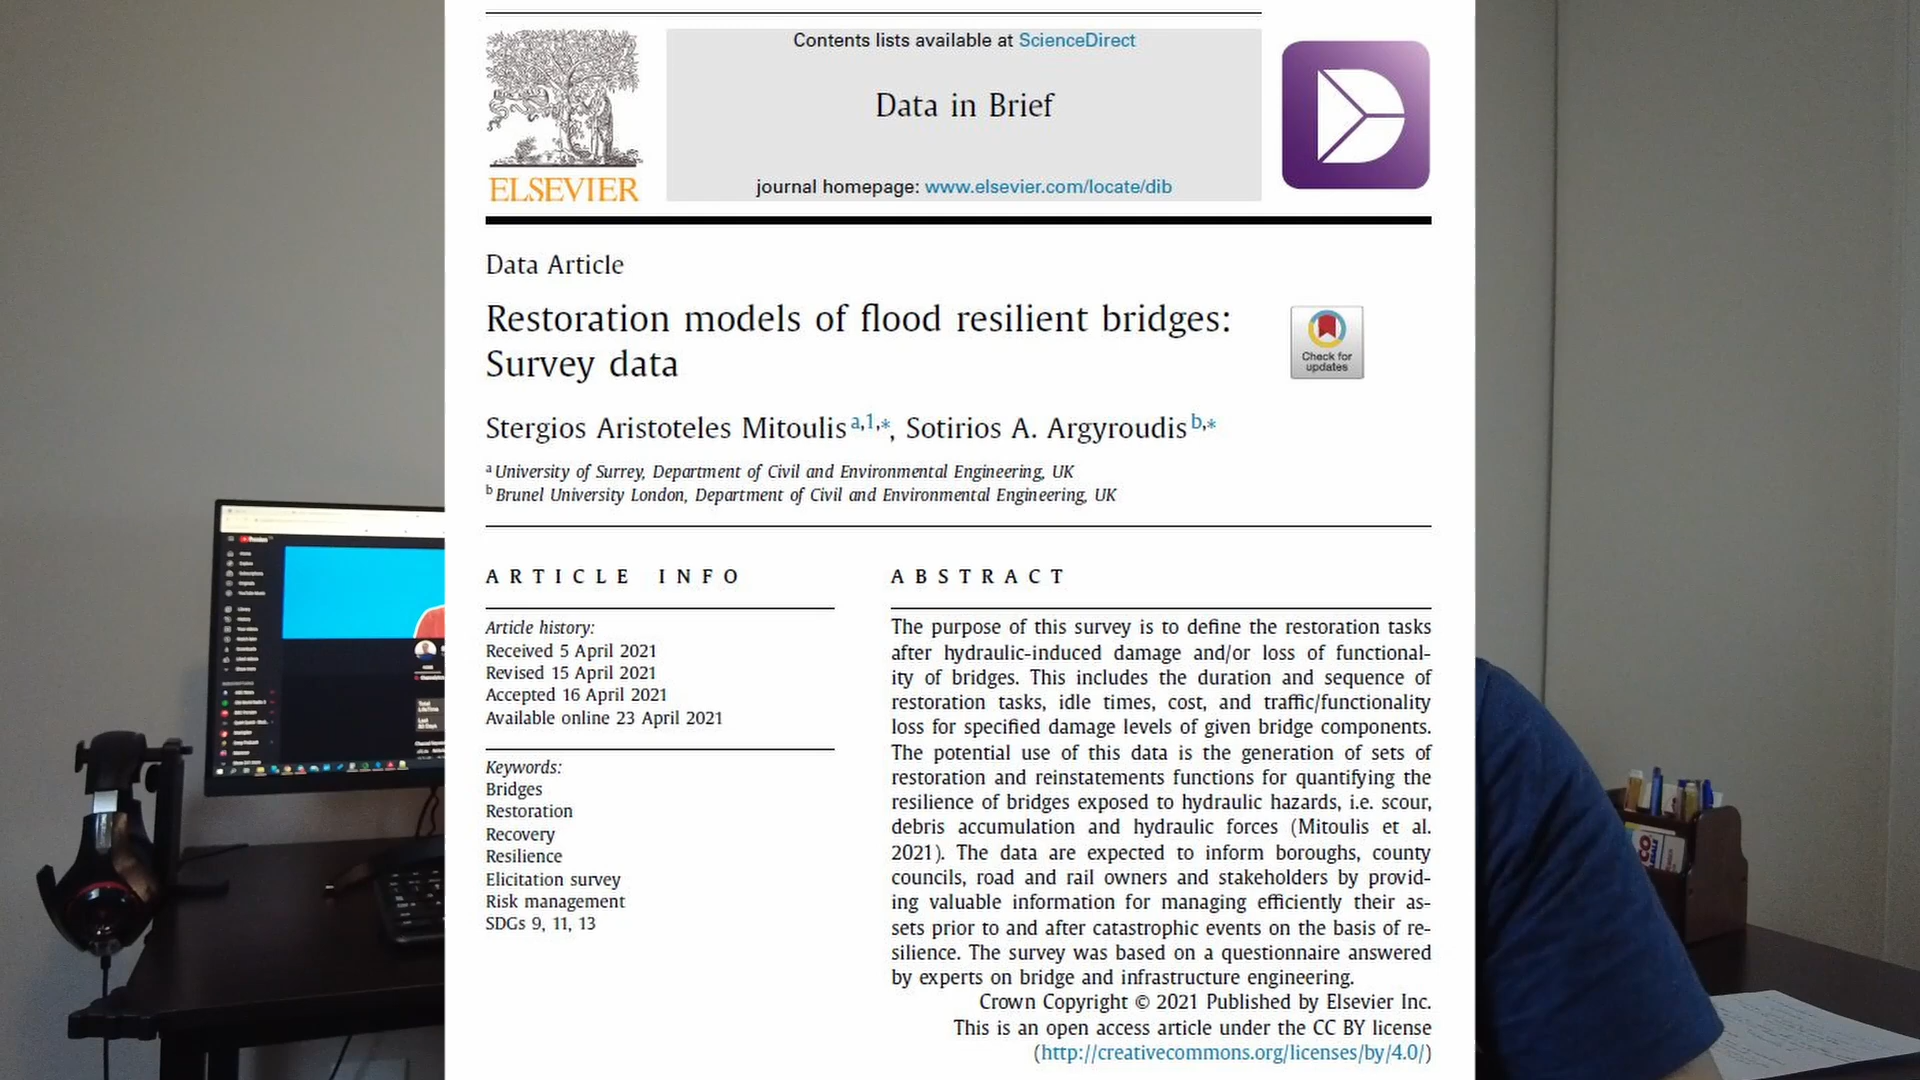 Contents lists available at ScienceDirect
Data in Brief
journal homepage: www.elsevier.com/locate/dib
ELSEVIER
Data Article
Restoration models of flood resilient bridges:
Survey data
Check for
updates
Stergios Aristoteles Mitoulis a,1,*, Sotirios A. Argyroudis b,*
a University of Surrey, Department of Civil and Environmental Engineering, UK
b Brunel University London, Department of Civil and Environmental Engineering, UK
ARTICLE INFO
Article history:
Received 5 April 2021
Revised 15 April 2021
Accepted 16 April 2021
Available online 23 April 2021
Keywords:
Bridges
Restoration
Recovery
Resilience
Elicitation survey
Risk management
SDGs 9, 11, 13
ABSTRACT
The purpose of this survey is to define the restoration tasks
after hydraulic-induced damage and/or loss of functional-
ity of bridges. This includes the duration and sequence of
restoration tasks, idle times, cost, and traffic/functionality
loss for specified damage levels of given bridge components.
The potential use of this data is the generation of sets of
restoration and reinstatements functions for quantifying the
resilience of bridges exposed to hydraulic hazards, i.e. scour,
debris accumulation and hydraulic forces (Mitoulis et al.
2021). The data are expected to inform boroughs, county
councils, road and rail owners and stakeholders by provid-
ing valuable information for managing efficiently their as-
sets prior to and after catastrophic events on the basis of re-
silience. The survey was based on a questionnaire answered
by experts on bridge and infrastructure engineering.
Crown Copyright © 2021 Published by Elsevier Inc.
This is an open access article under the CC BY license
(http://creativecommons.org/licenses/by/4.0/)